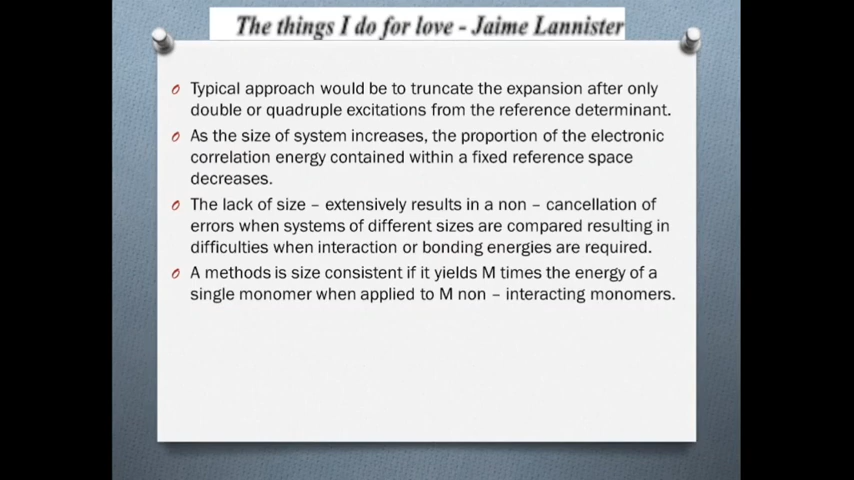 The things I do for love - Jaime Lannister
Typical approach would be to truncate the expansion after only
double or quadruple excitations from the reference determinant.
As the size of system increases, the proportion of the electronic
correlation energy contained within a fixed reference space
decreases.
The lack of size – extensively results in a non – cancellation of
errors when systems of different sizes are compared resulting in
difficulties when interaction or bonding energies are required.
A methods is size consistent if it yields M times the energy of a
single monomer when applied to M non – interacting monomers.